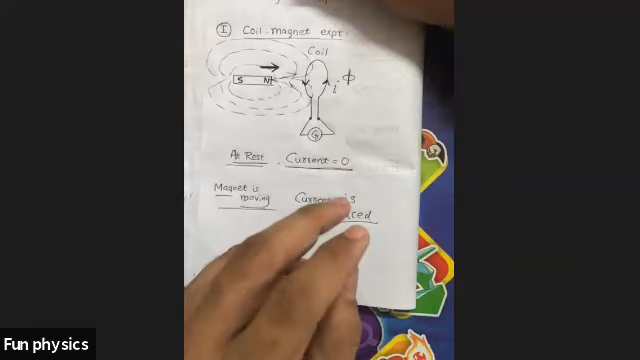 I Coil-magnet expt:
Coil
S N
i ϕ
G
At Rest, Current = 0
Magnet is
moving
Fun physics